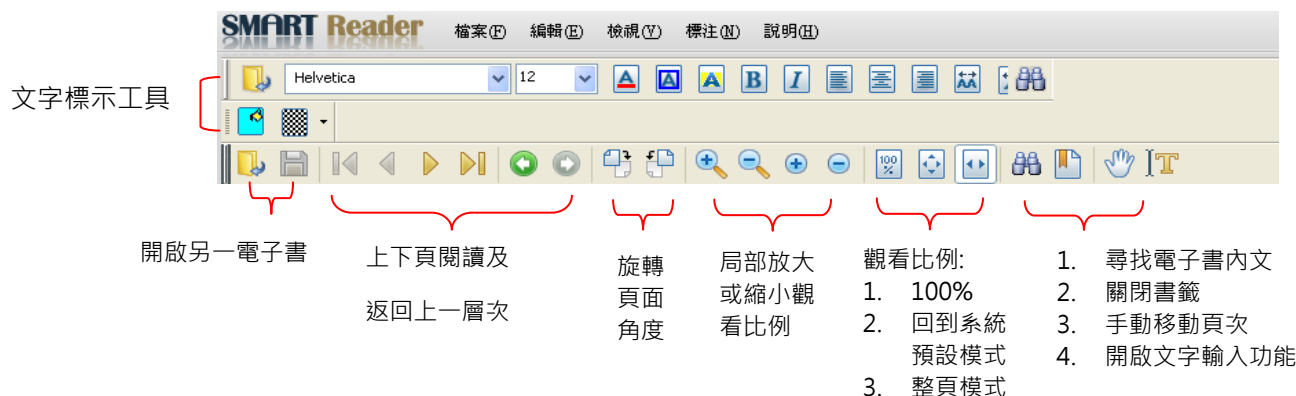 SMART Reader 檔案(F) 編輯(E) 檢視(V) 標注(N) 說明(H)
文字標示工具
Helvetica 12
100%
開啟另一電子書
上下頁閱讀及
返回上一層次
旋轉
頁面
角度
局部放大
或縮小觀
看比例
觀看比例:
1. 100%
2. 回到系統
預設模式
3. 整頁模式
1. 尋找電子書內文
2. 關閉書籤
3. 手動移動頁次
4. 開啟文字輸入功能